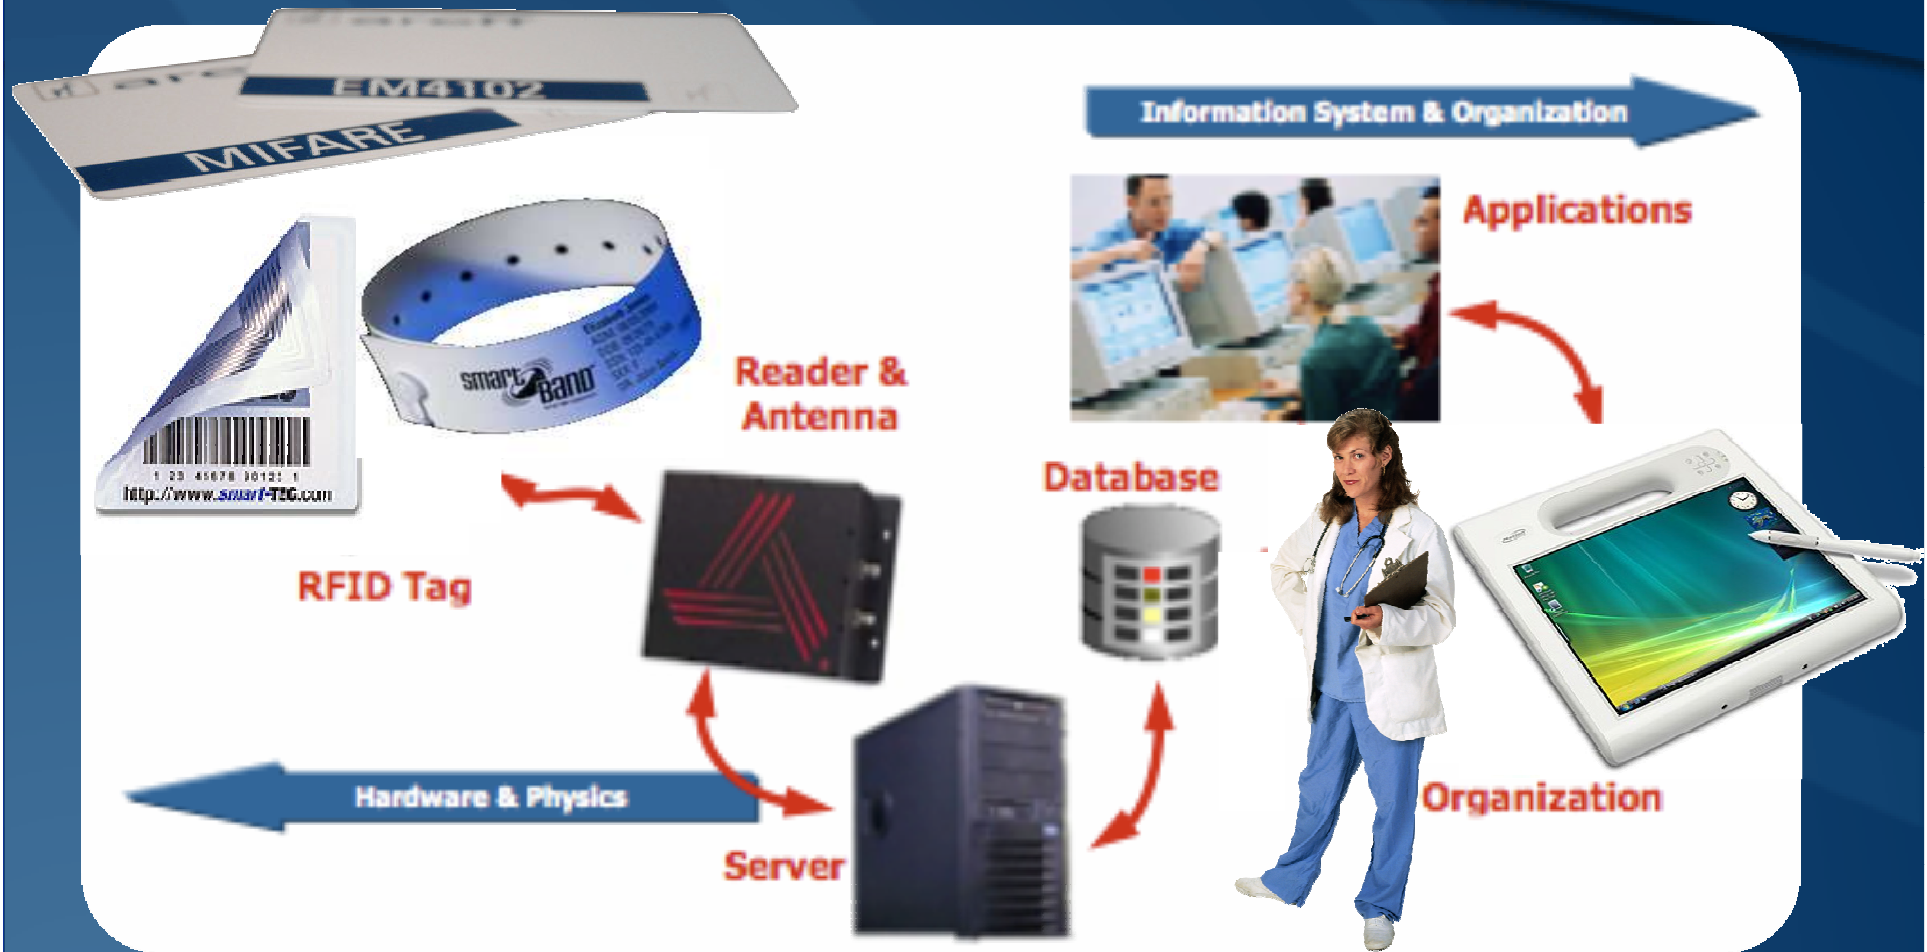 EM4102
MIFARE
Information System & Organization
Applications
smart BAND
Reader &
Antenna
Database
http://www.smart-TEC.com
RFID Tag
Hardware & Physics
Organization
Server